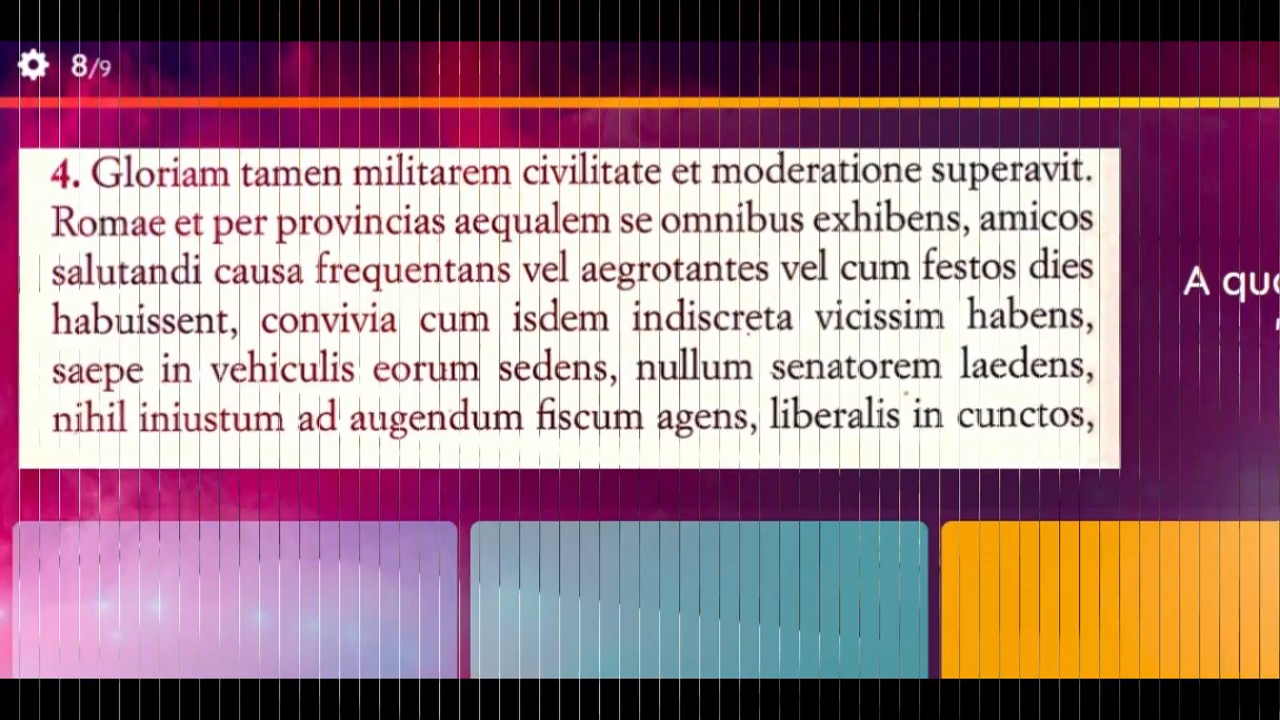 8/9
4. Gloriam tamen militarem civilitate et moderatione superavit.
Romae et per provincias aequalem se omnibus exhibens, amicos
salutandi causa frequentans vel aegrotantes vel cum festos dies
habuissent, convivia cum isdem indiscreta vicissim habens,
saepe in vehiculis eorum sedens, nullum senatorem laedens,
nihil iniustum ad augendum fiscum agens, liberalis in cunctos,
A